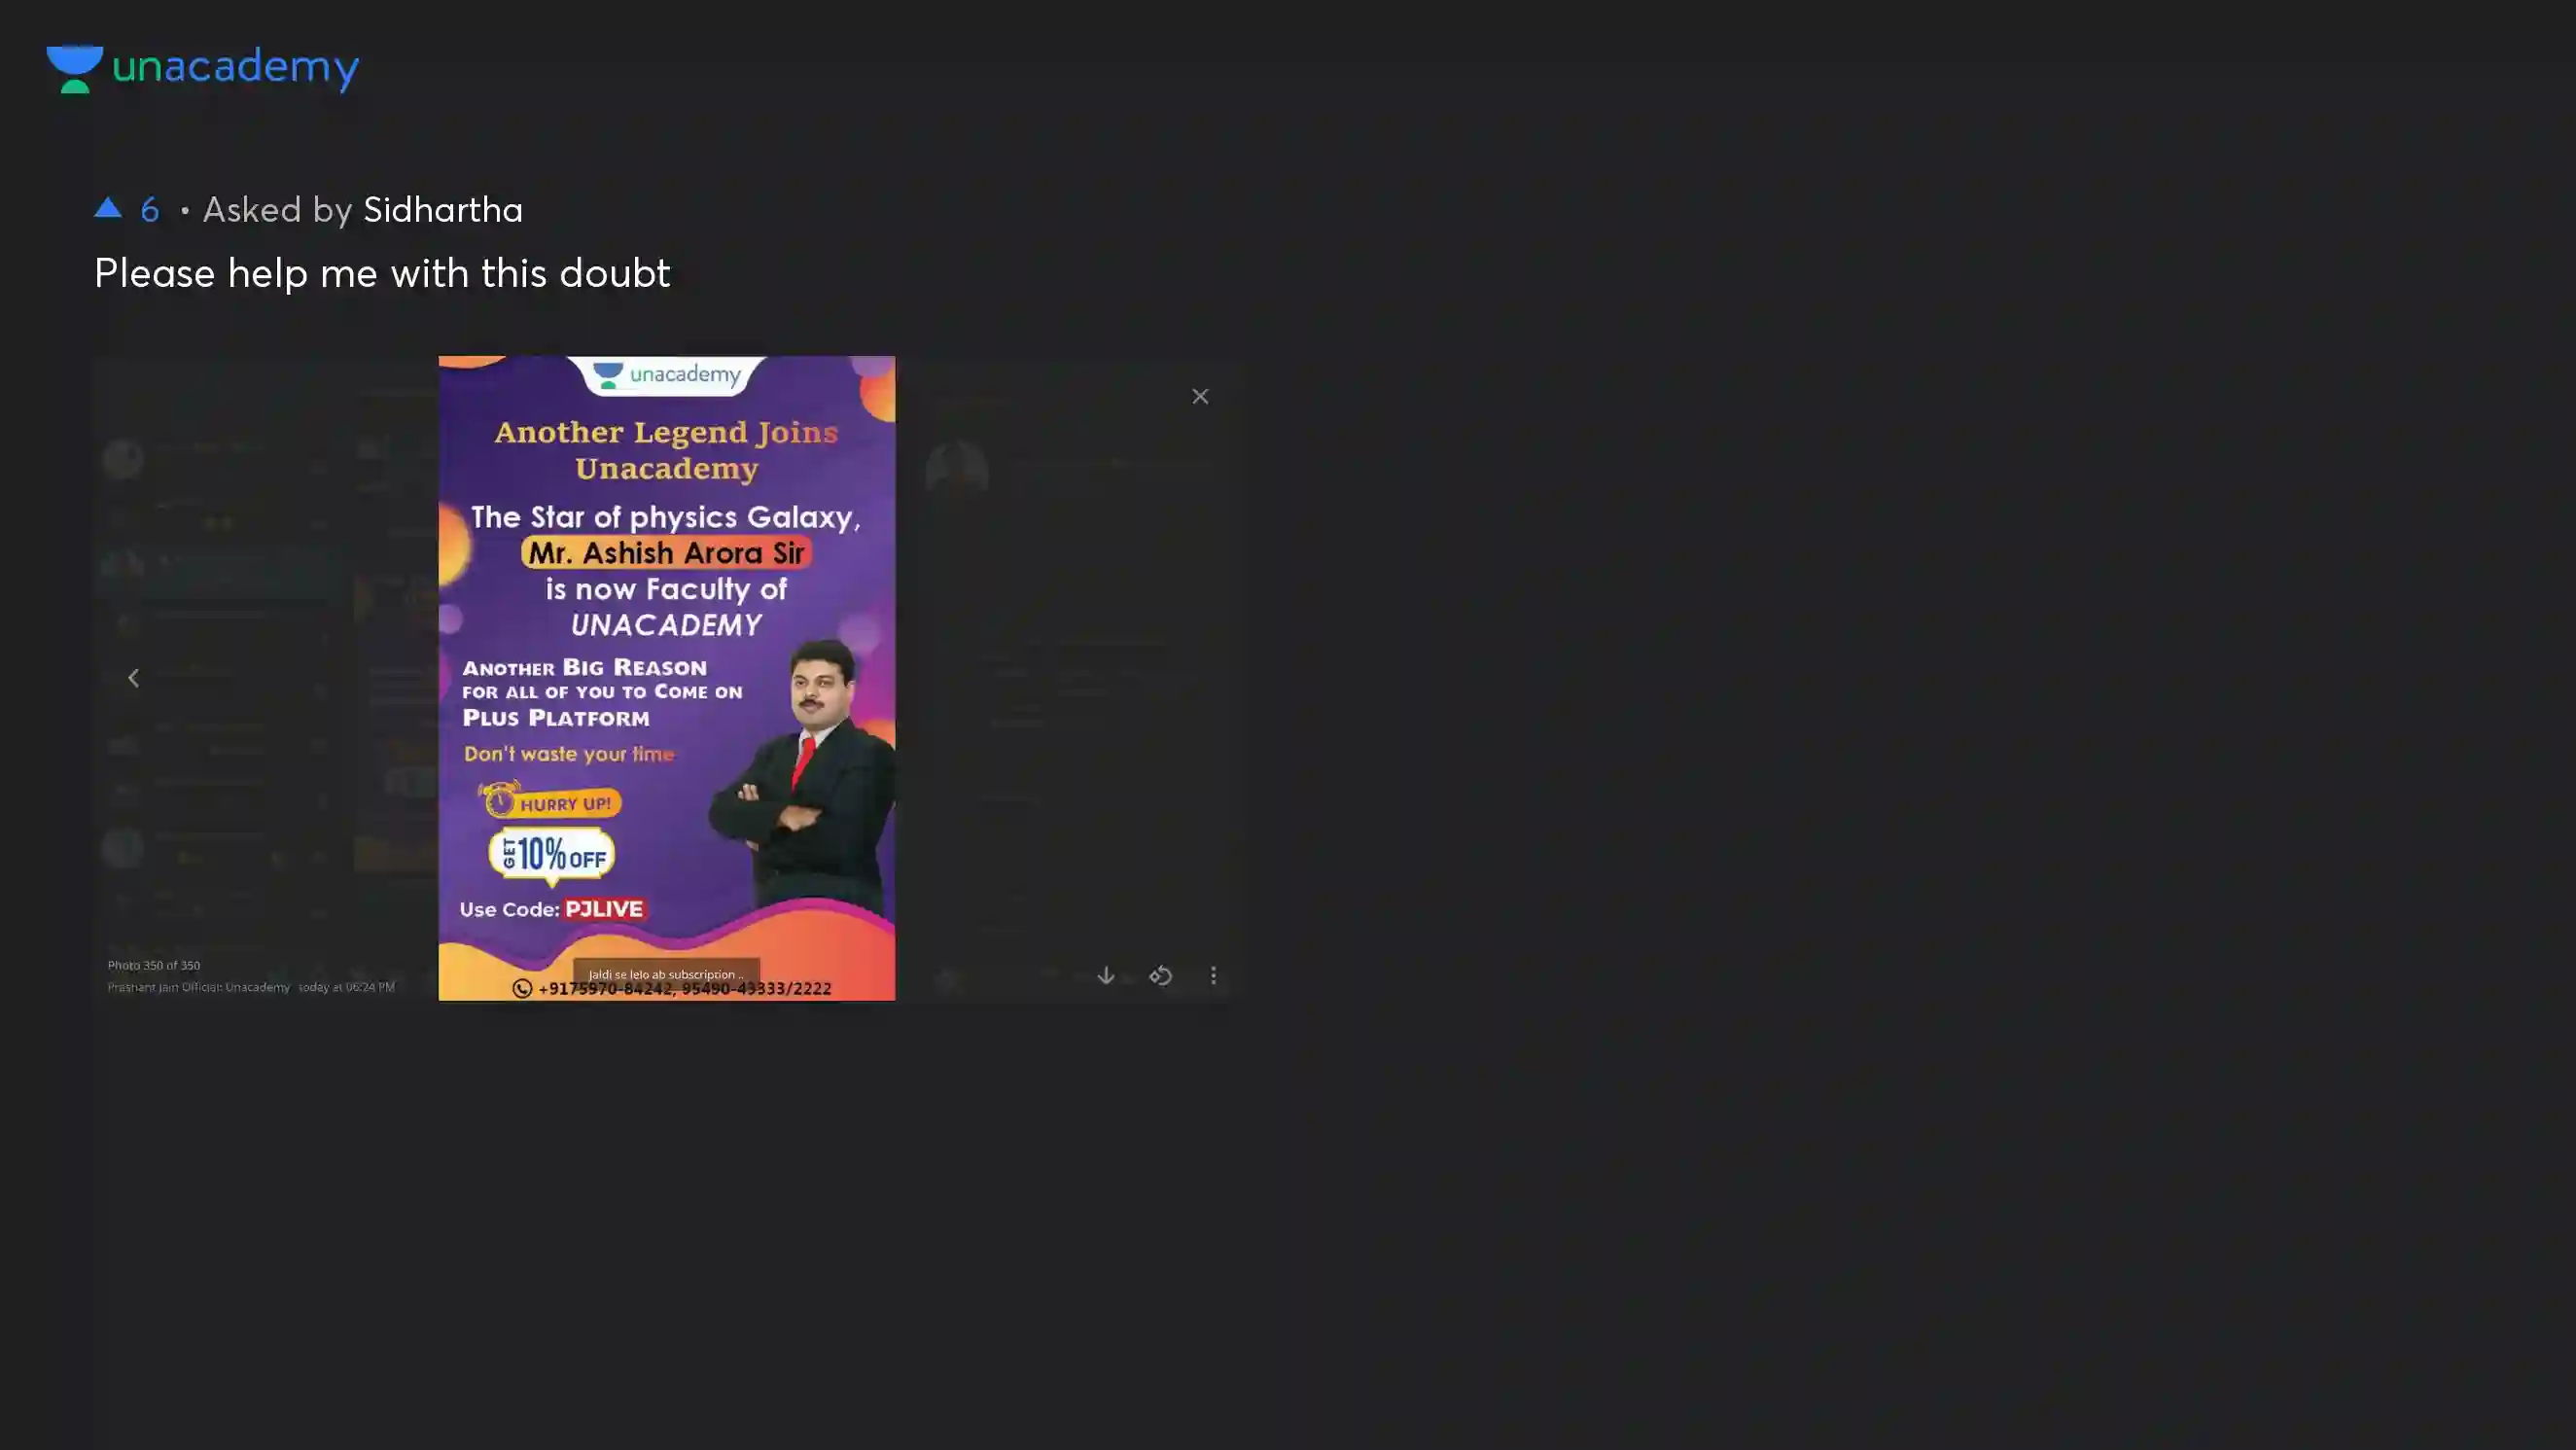 unacademy
6 • Asked by Sidhartha
Please help me with this doubt
unacademy
Another Legend Joins
Unacademy
The Star of physics Galaxy,
Mr. Ashish Arora Sir
is now Faculty of
UNACADEMY
ANOTHER BIG REASON
FOR ALL OF YOU TO COME ON
PLUS PLATFORM
Don't waste your time
HURRY UP!
GET 10% OFF
Use Code: PJLIVE
Jaldi se lelo ab subscription ..
+9175970-84242, 95490-43333/2222
Photo 350 of 350
Prashant Jain Official: Unacademy today at 06:24 PM